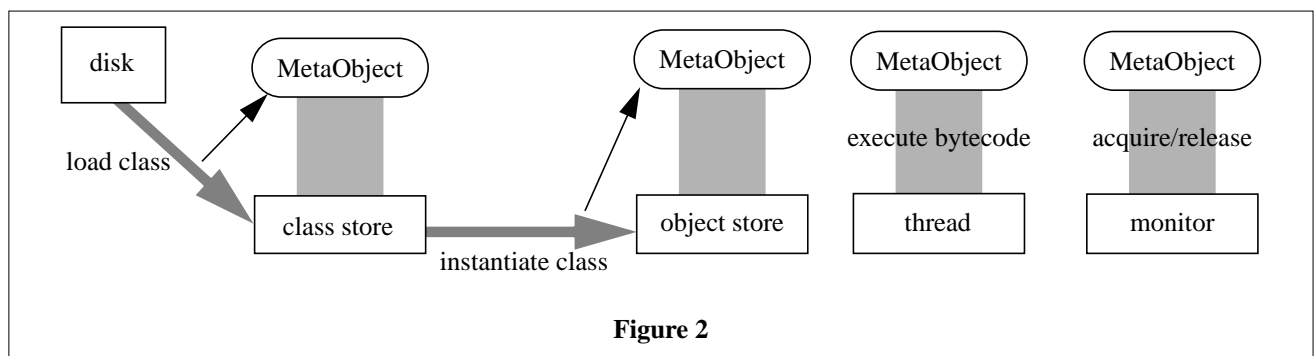 disk
MetaObject
MetaObject
MetaObject
MetaObject
load class
execute bytecode
acquire/release
class store
object store
thread
monitor
instantiate class
Figure 2